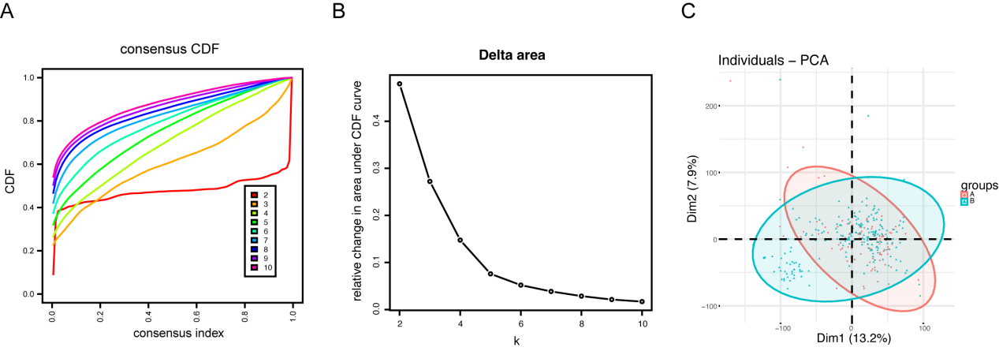 A
consensus CDF
CDF
1.0
0.8
0.6
0.4
0.2
0.0
0.0
0.2
0.4
0.6
0.8
1.0
consensus index
2
3
4
5
6
7
8
9
10
B
Delta area
relative change in area under CDF curve
0.4
0.3
0.2
0.1
0.0
2
4
6
8
10
k
C
Individuals – PCA
Dim2 (7.9%)
200
100
0
−100
−100
0
100
Dim1 (13.2%)
groups
A
B